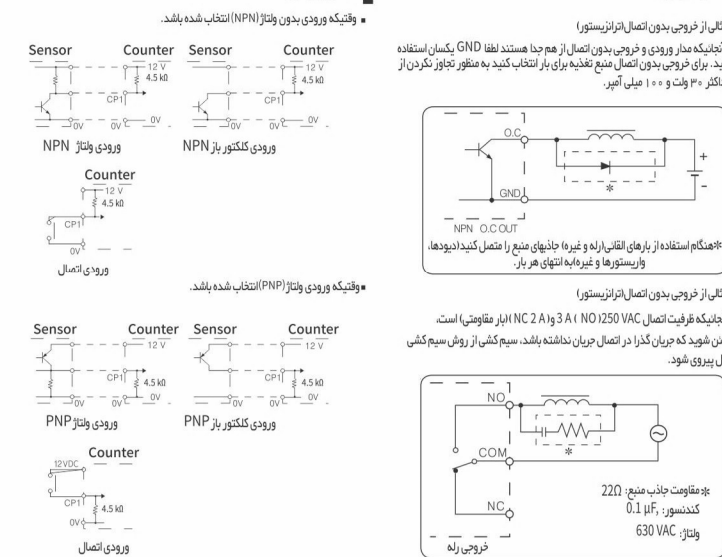 وقتیکه ورودی بدون ولتاژ(NPN) انتخاب شده باشد.
Sensor Counter Sensor Counter
12 V 12 V
4.5 kΩ 4.5 kΩ
CP1 CP1
0V 0V 0V 0V 0V 0V
ورودی ولتاژ NPN
ورودی کلکتور باز NPN
Counter
12 V
4.5 kΩ
CP1
0V
ورودی اتصال
وقتیکه ورودی ولتاژ(PNP)انتخاب شده باشد.
Sensor Counter Sensor Counter
12 V 12 V
CP1 4.5 kΩ CP1 4.5 kΩ
0V 0V 0V 0V 0V 0V
ورودی ولتاژ PNP
ورودی کلکتور باز PNP
Counter
12VDC
CP1 4.5 kΩ
0V
ورودی اتصال
از خروجی بدون اتصال(ترانزیستور)
مدار ورودی و خروجی بدون اتصال از هم جدا هستند لطفا GND یکسان استفاده
برای خروجی بدون اتصال منبع تغذیه برای بار انتخاب کنید به منظور تجاوز نکردن از
۳۰ ولت و ۱۰۰ میلی آمپر.
O.C
+
*
-
GND
NPN O.C OUT
*هنگام استفاده از بارهای القائی(رله و غیره) جاذبهای منبع را متصل کنید(دیودها،
واریستورها و غیره)به انتهای هر بار.
از خروجی بدون اتصال(ترانزیستور)
ظرفیت اتصال 250 VAC( NO ) 3 A و( NC 2 A )(بار مقاومتی) است،
شوید که جریان گذرا در اتصال جریان نداشته باشد، سیم کشی از روش سیم کشی
پیروی شود.
NO
*
COM
NC
خروجی رله
*مقاومت جاذب منبع: 22Ω
کندنسور: 0.1 µF,
ولتاژ: 630 VAC